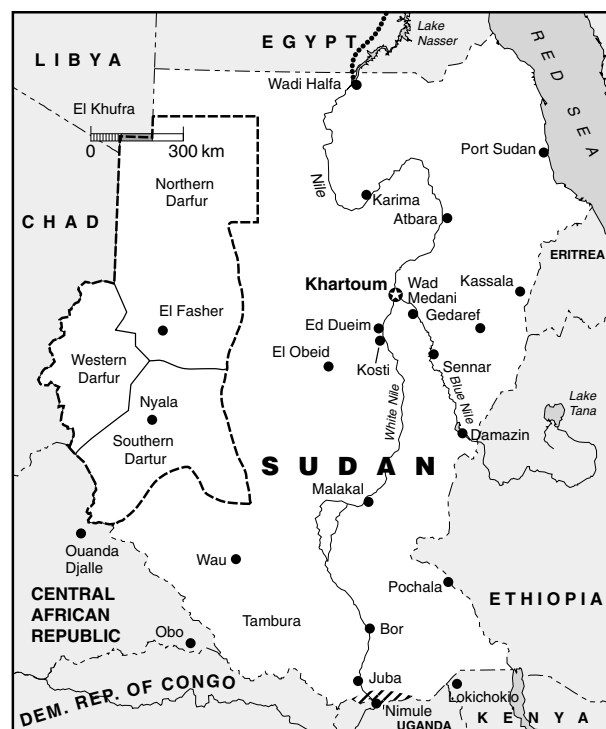 EGYPT
Lake
Nasser
LIBYA
RED SEA
Wadi Halfa
El Khufra
0 300 km
Port Sudan
Northern
Darfur
Nile
Karima
CHAD
Atbara
ERITREA
Khartoum
Wad
Medani
Kassala
Gedaref
El Fasher
Ed Dueim
Western
Darfur
El Obeid
Kosti
Sennar
White Nile
Blue Nile
Lake
Tana
Nyala
Southern
Dartur
Damazin
SUDAN
Malakal
Ouanda
Djalle
Wau
Pochala
CENTRAL
AFRICAN
REPUBLIC
ETHIOPIA
Tambura
Obo
Bor
Juba
Lokichokio
DEM. REP. OF CONGO
Nimule
UGANDA
KENYA